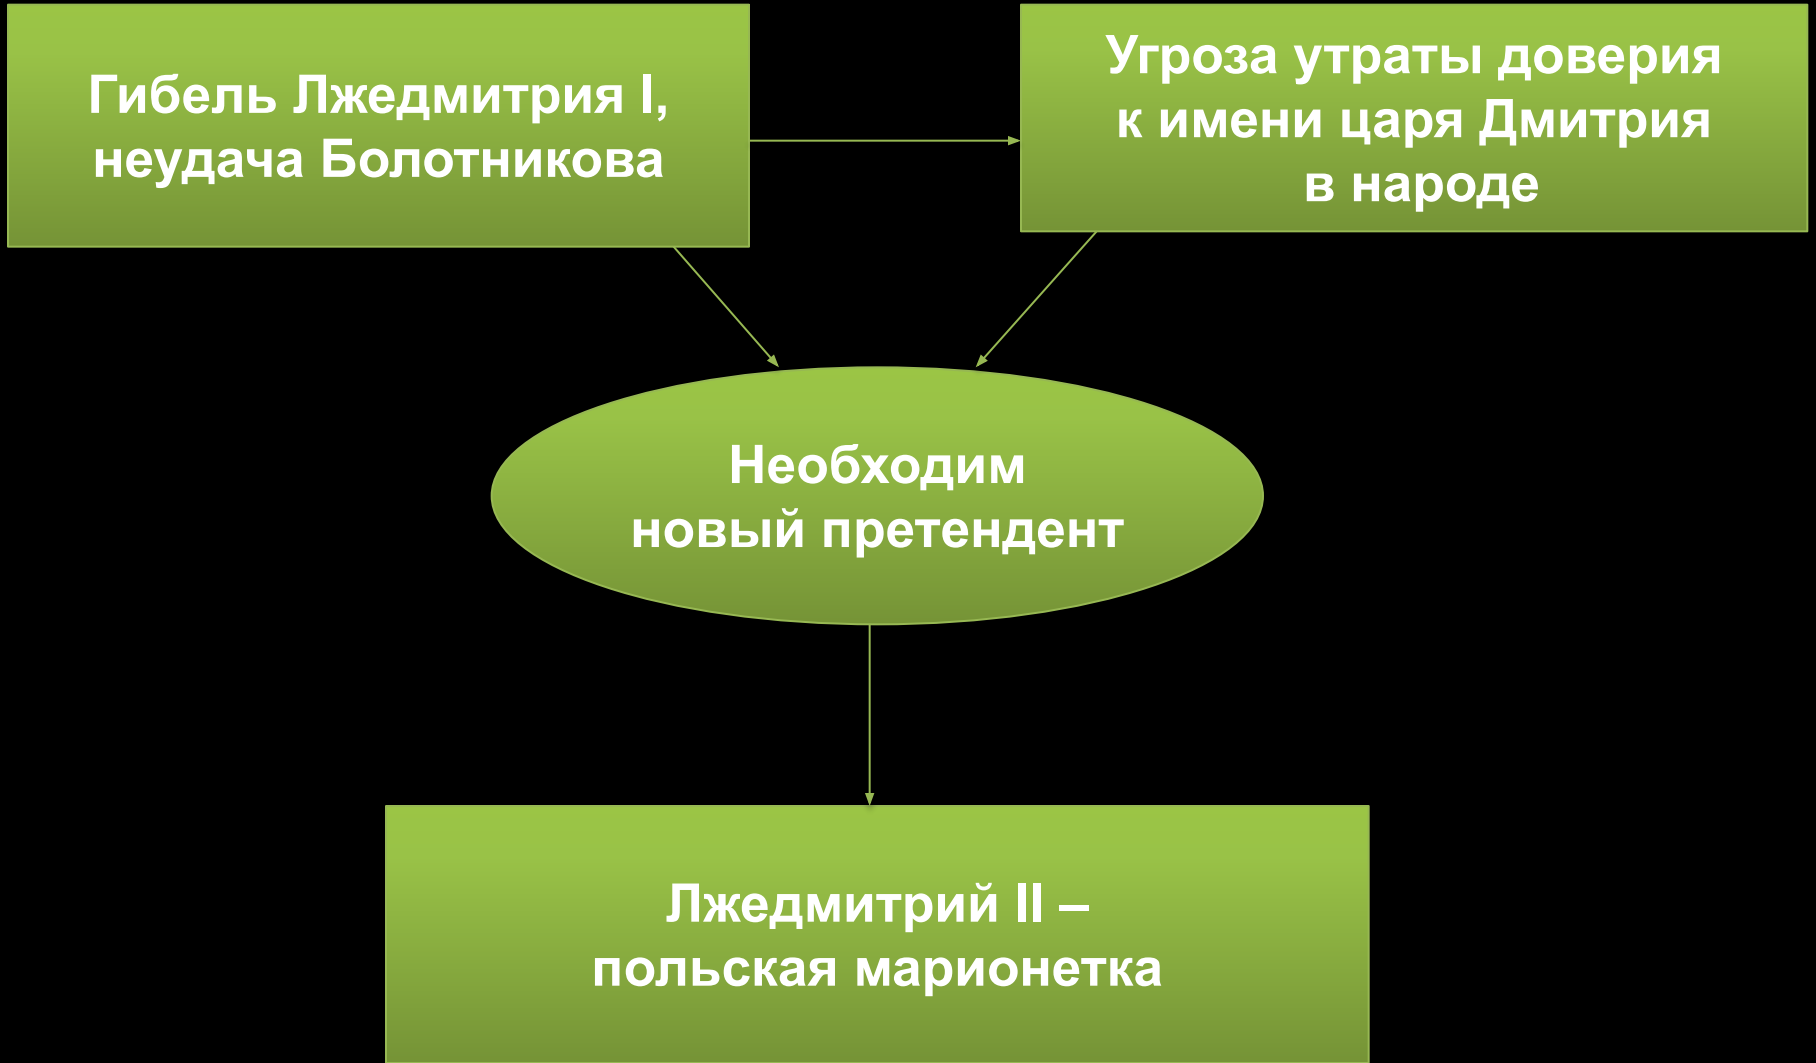 Гибель Лжедмитрия I,
неудача Болотникова
Угроза утраты доверия
к имени царя Дмитрия
в народе
Необходим
новый претендент
Лжедмитрий II –
польская марионетка